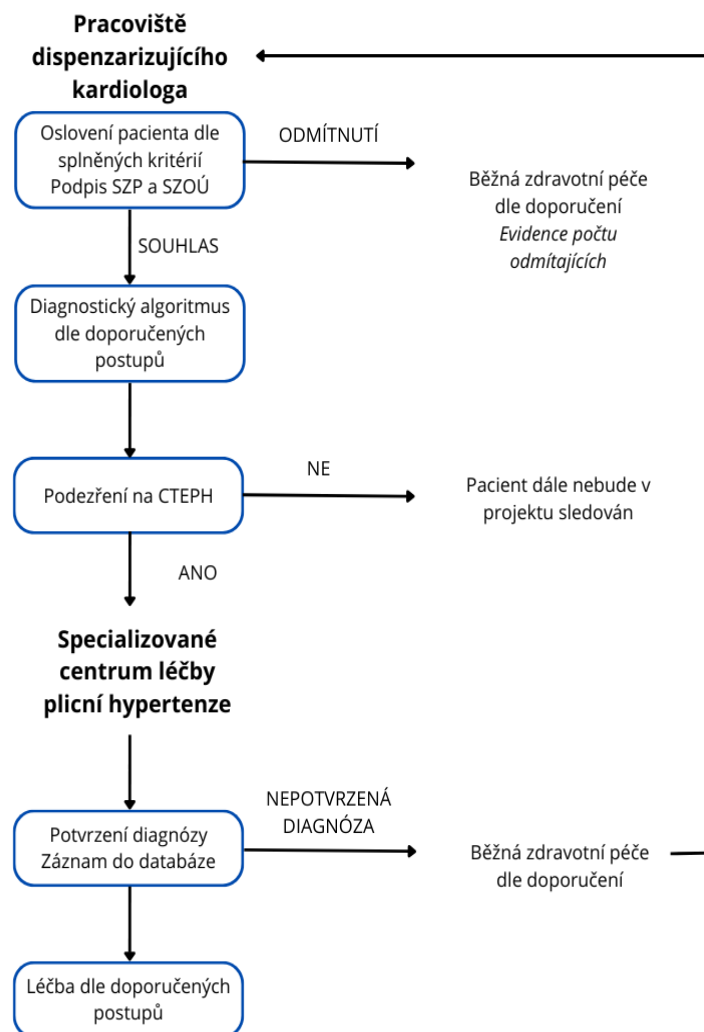 Pracoviště
dispenzarizujícího
kardiologa
Oslovení pacienta dle
splněných kritérií
Podpis SZP a SZOÚ
ODMÍTNUTÍ
Běžná zdravotní péče
dle doporučení
Evidence počtu
odmítajících
SOUHLAS
Diagnostický algoritmus
dle doporučených
postupů
Podezření na CTEPH
NE
Pacient dále nebude v
projektu sledován
ANO
Specializované
centrum léčby
plicní hypertenze
Potvrzení diagnózy
Záznam do databáze
NEPOTVRZENÁ
DIAGNÓZA
Běžná zdravotní péče
dle doporučení
Léčba dle doporučených
postupů